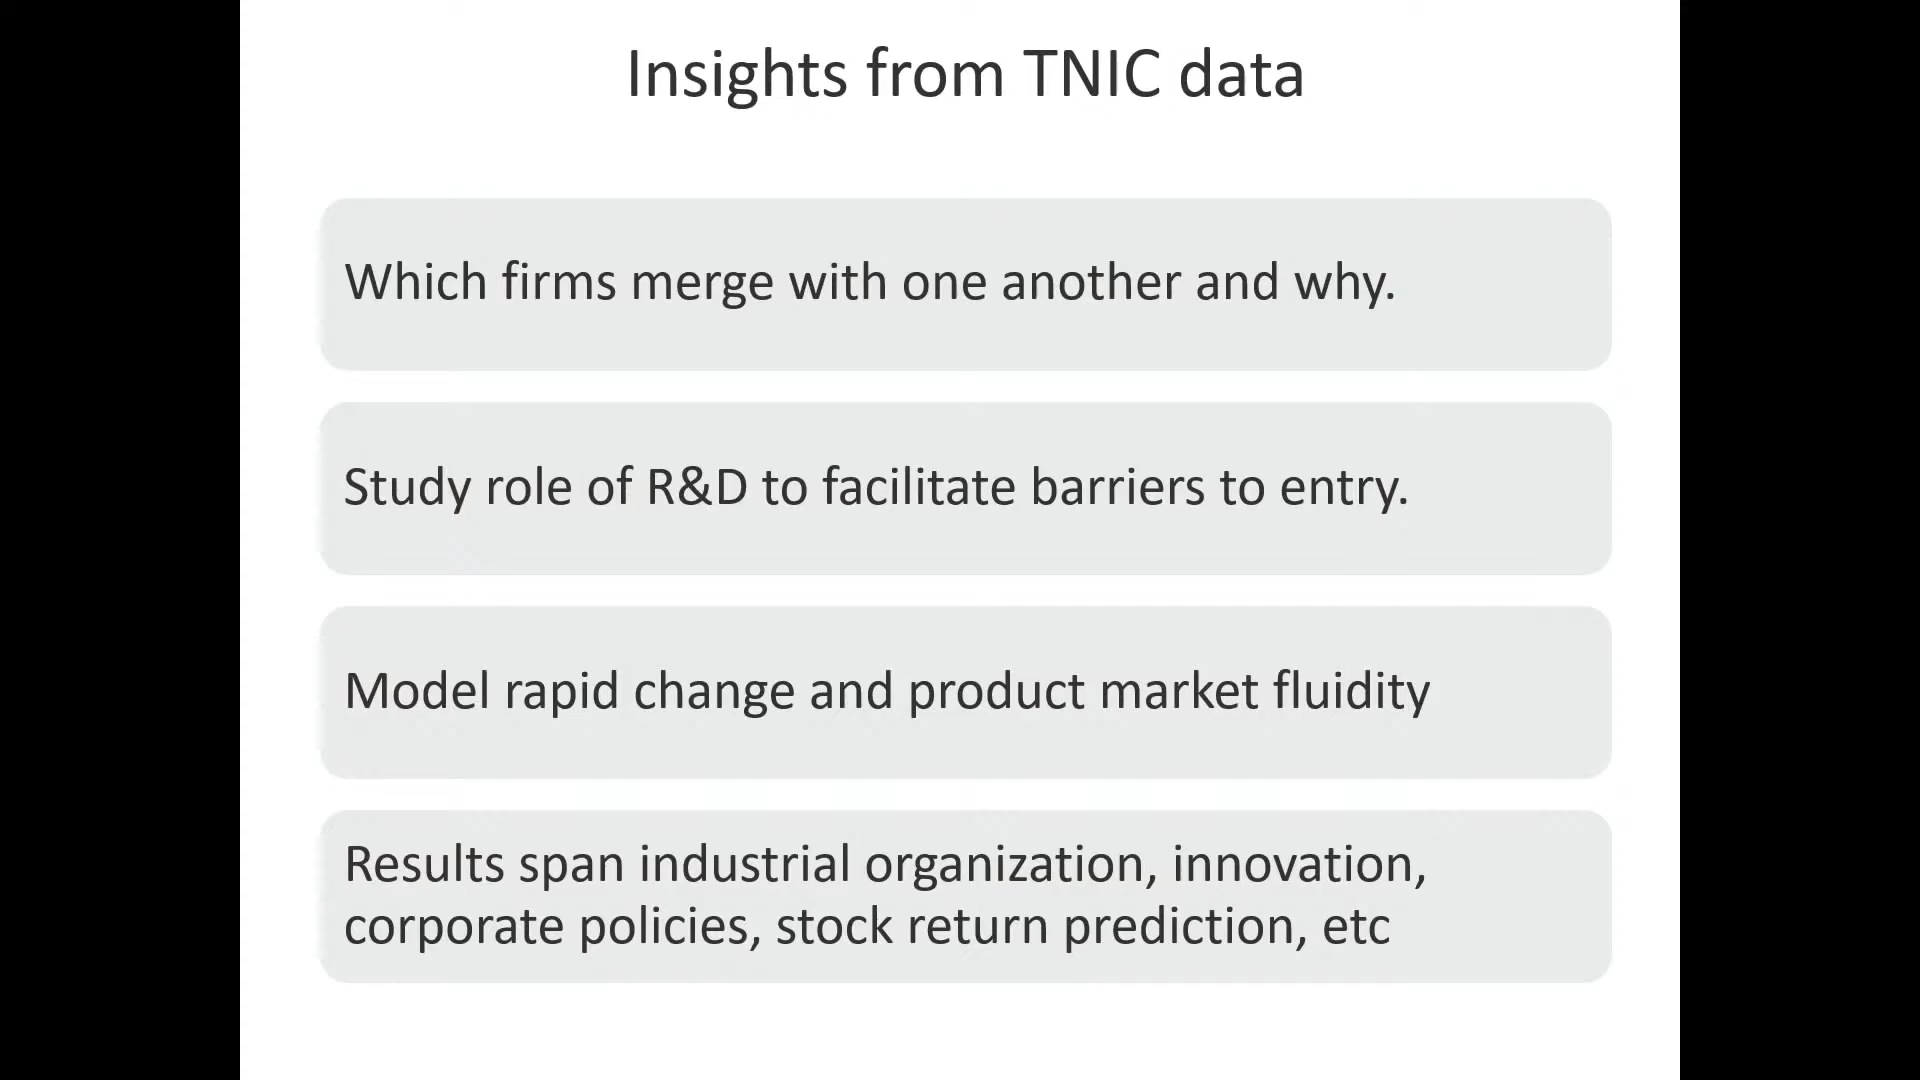 Insights from TNIC data
Which firms merge with one another and why.
Study role of R&D to facilitate barriers to entry.
Model rapid change and product market fluidity
Results span industrial organization, innovation,
corporate policies, stock return prediction, etc